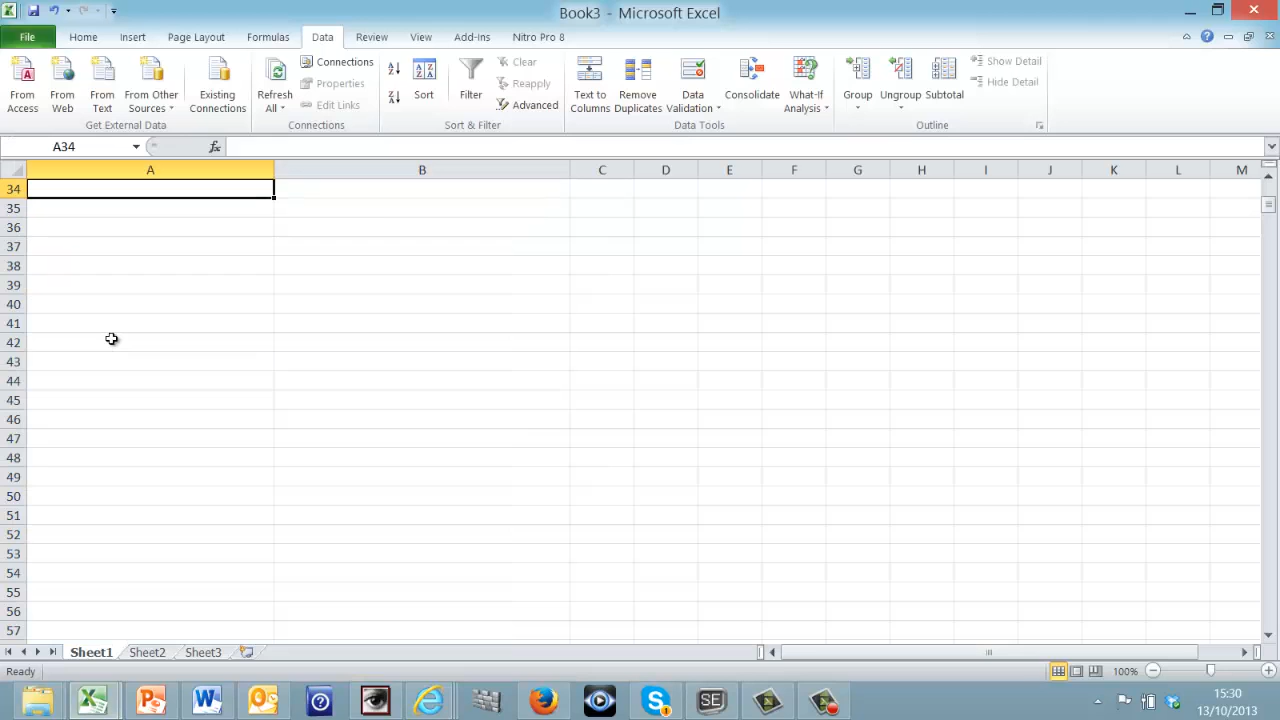 Book3 - Microsoft Excel
File Home Insert Page Layout Formulas Data Review View Add-Ins Nitro Pro 8
From Access
From Web
From Text
From Other Sources
Existing Connections
Get External Data
Refresh All
Connections
Properties
Edit Links
Connections
Sort
Filter
Clear
Reapply
Advanced
Sort & Filter
Text to Columns
Remove Duplicates
Data Validation
Consolidate
What-If Analysis
Data Tools
Group
Ungroup
Subtotal
Show Detail
Hide Detail
Outline
A34 fx
A B C D E F G H I J K L M
34
35
36
37
38
39
40
41
42
43
44
45
46
47
48
49
50
51
52
53
54
55
56
57
Sheet1 Sheet2 Sheet3
Ready 100%
15:30
13/10/2013